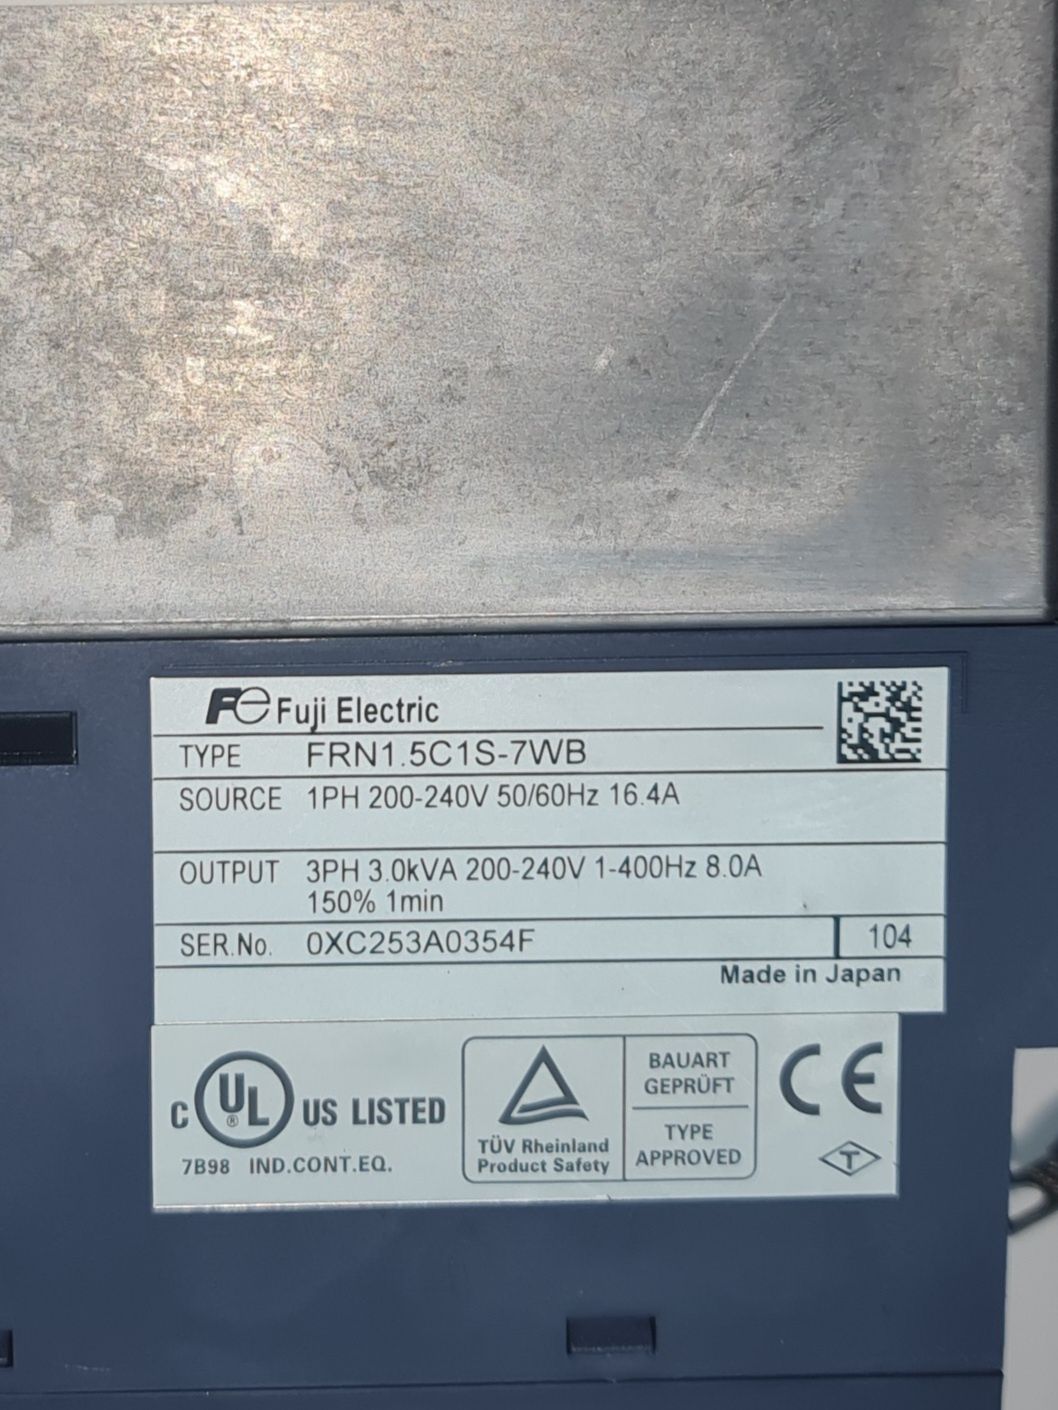 Fe Fuji Electric
TYPE FRN1.5C1S-7WB
SOURCE 1PH 200-240V 50/60Hz 16.4A
OUTPUT 3PH 3.0kVA 200-240V 1-400Hz 8.0A
150% 1min
SER.No. 0XC253A0354F 104
Made in Japan
C UL ® US LISTED
7B98 IND.CONT.EQ.
TÜV Rheinland
Product Safety
BAUART
GEPRÜFT
TYPE
APPROVED
CE
T